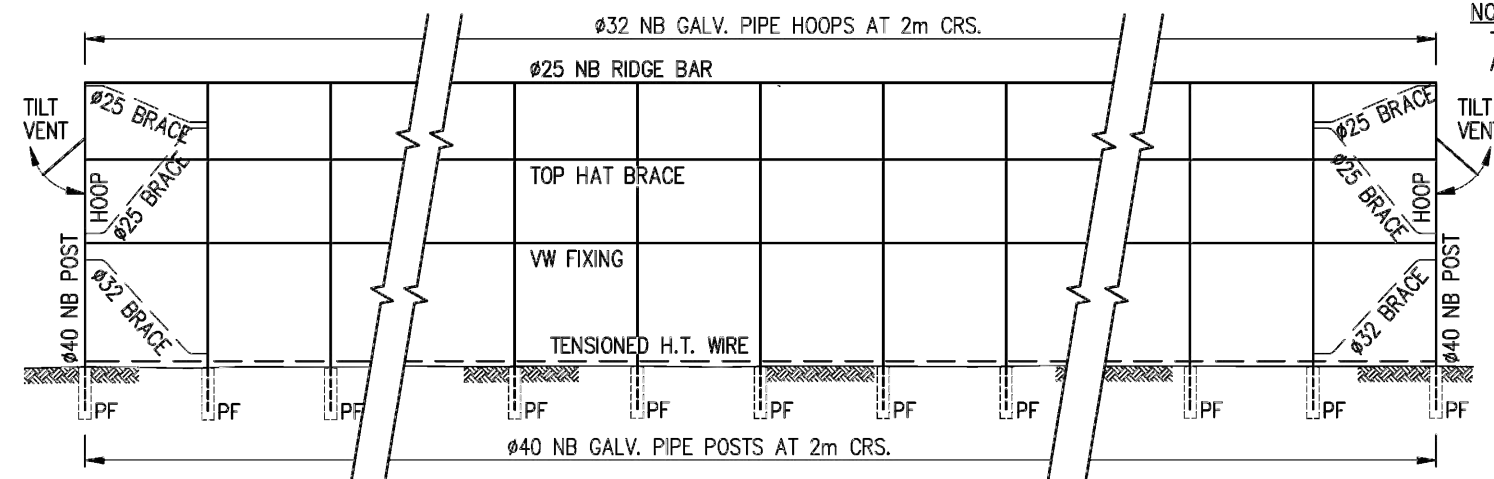 ø32 NB GALV. PIPE HOOPS AT 2m CRS.
NO
ø25 NB RIDGE BAR
TILT
VENT
ø25 BRACE
ø25 BRACE
HOOP
ø40 NB POST
ø32 BRACE
TOP HAT BRACE
VW FIXING
TENSIONED H.T. WIRE
ø25 BRACE
ø25 BRACE
HOOP
ø32 BRACE
ø40 NB POST
TILT
VENT
PF
PF
PF
PF
PF
PF
PF
PF
PF
PF
PF
ø40 NB GALV. PIPE POSTS AT 2m CRS.